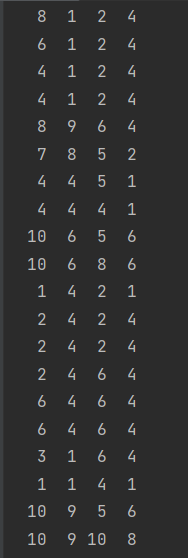 8 1 2 4
6 1 2 4
4 1 2 4
4 1 2 4
8 9 6 4
7 8 5 2
4 4 5 1
4 4 4 1
10 6 5 6
10 6 8 6
1 4 2 1
2 4 2 4
2 4 2 4
2 4 6 4
6 4 6 4
6 4 6 4
3 1 6 4
1 1 4 1
10 9 5 6
10 9 10 8